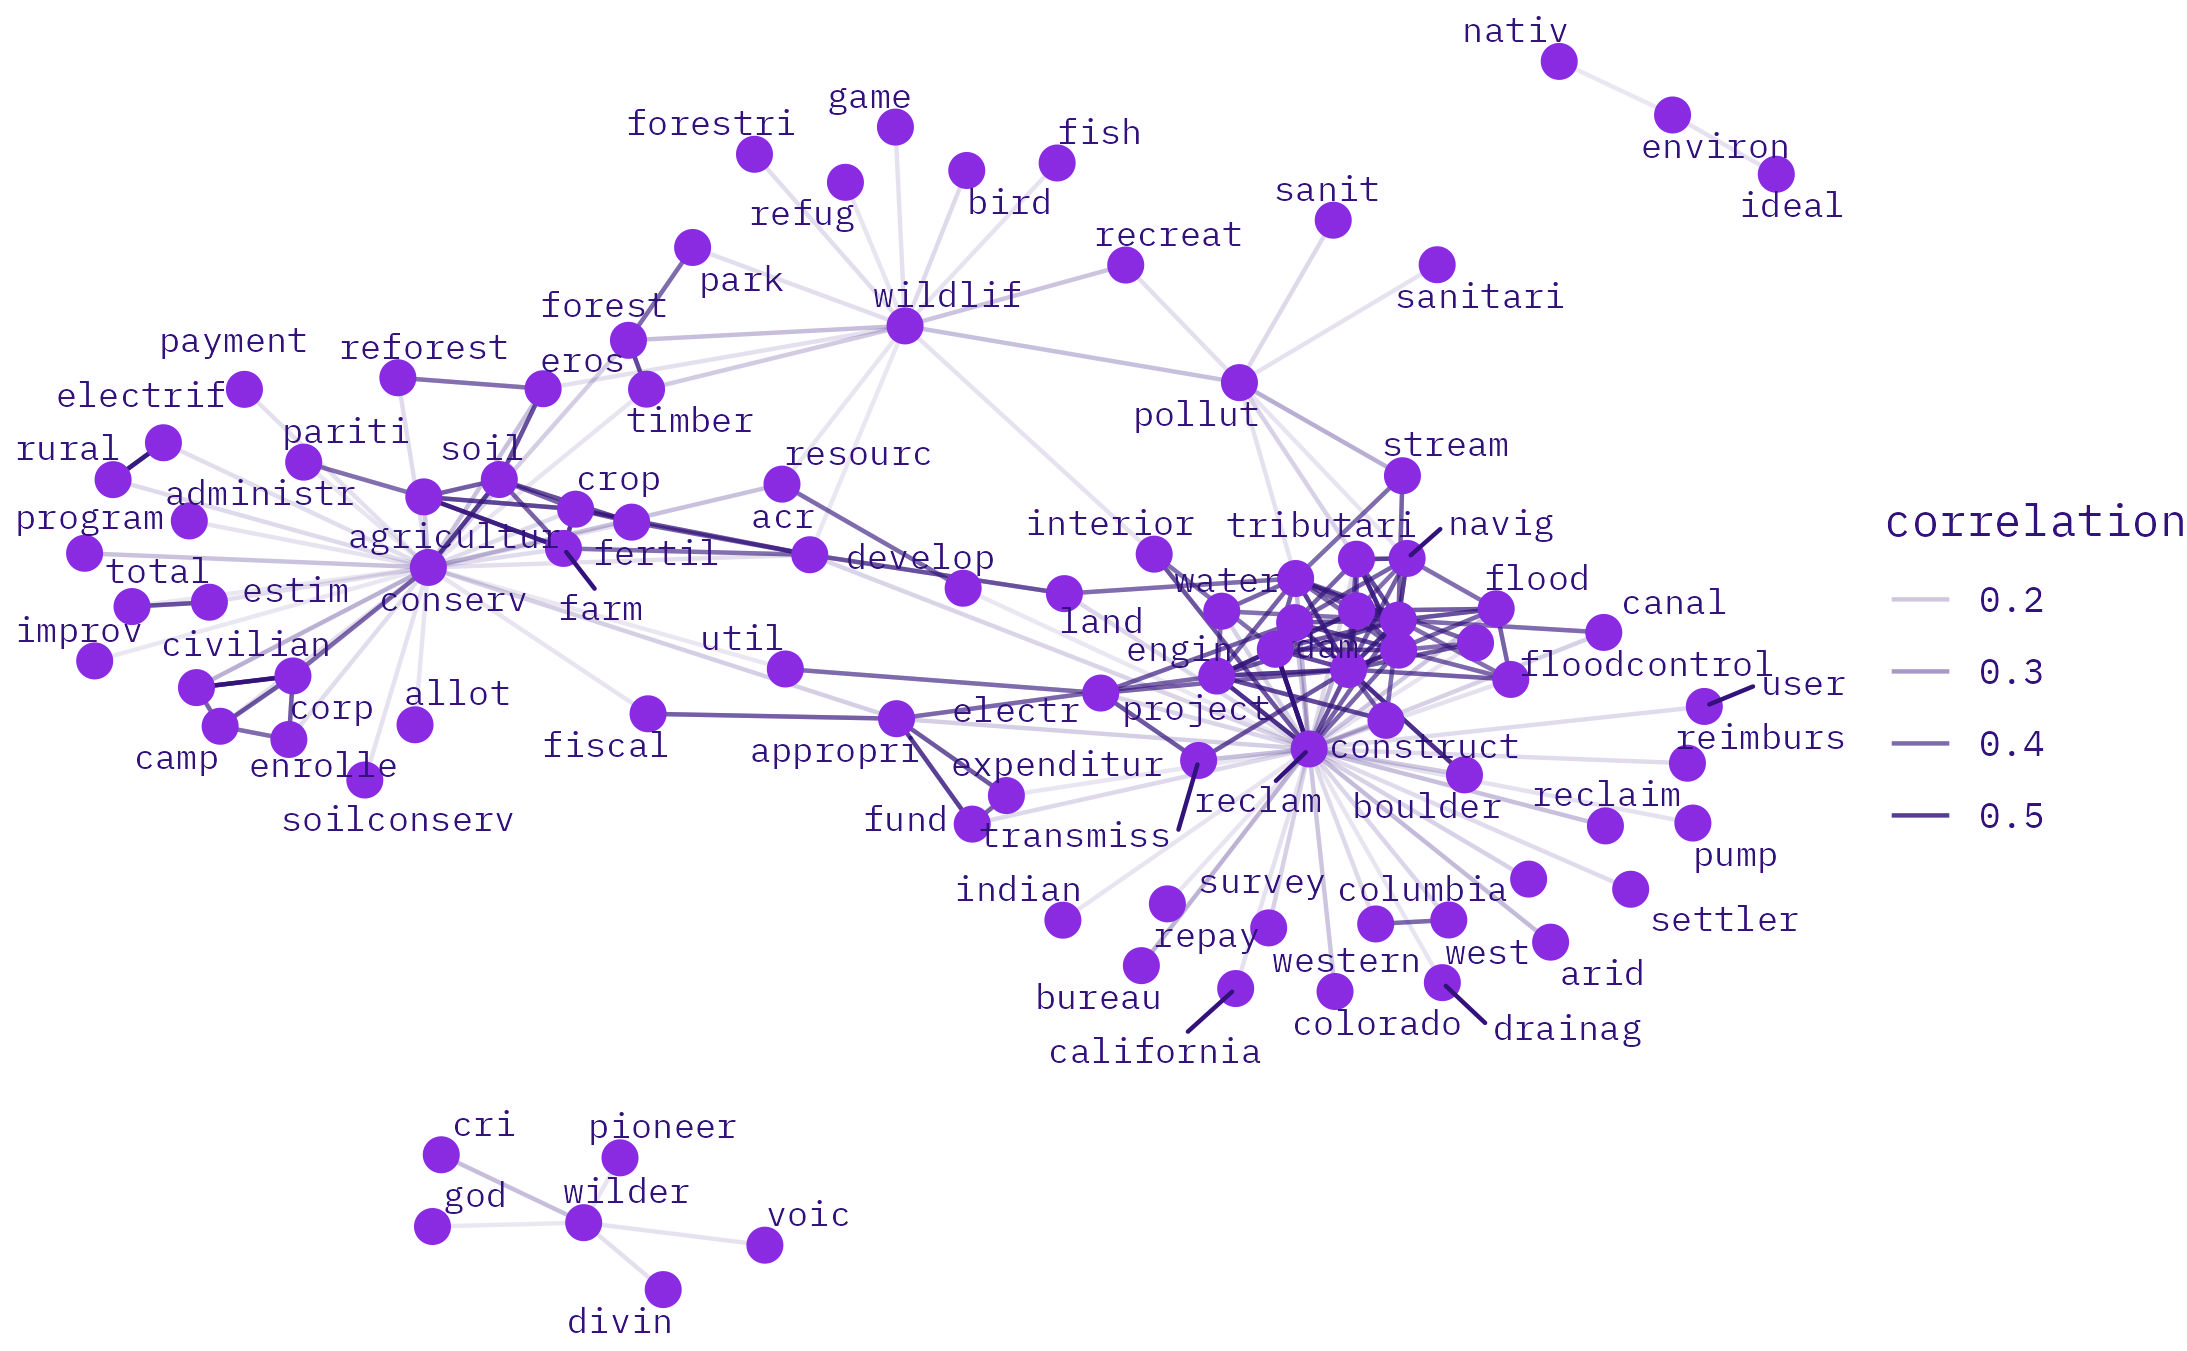 nativ
environ
ideal
game
forestri
fish
refug
bird
sanit
recreat
sanitari
park
wildlif
forest
payment
reforest
eros
electrif
timber
pollut
pariti
rural
soil
stream
resourc
crop
administr
program
acr
interior
tributari
navig
agricultur
fertil
develop
total
water
flood
estim
conserv
farm
land
canal
improv
civilian
util
engin
dam
floodcontrol
user
allot
corp
electr
project
reimburs
fiscal
appropri
construct
camp
enrolle
expenditur
reclam
boulder
reclaim
soilconserv
fund
transmiss
pump
indian
survey
columbia
settler
repay
western
west
arid
bureau
colorado
drainag
california
cri
pioneer
god
wilder
voic
divin
correlation
0.2
0.3
0.4
0.5